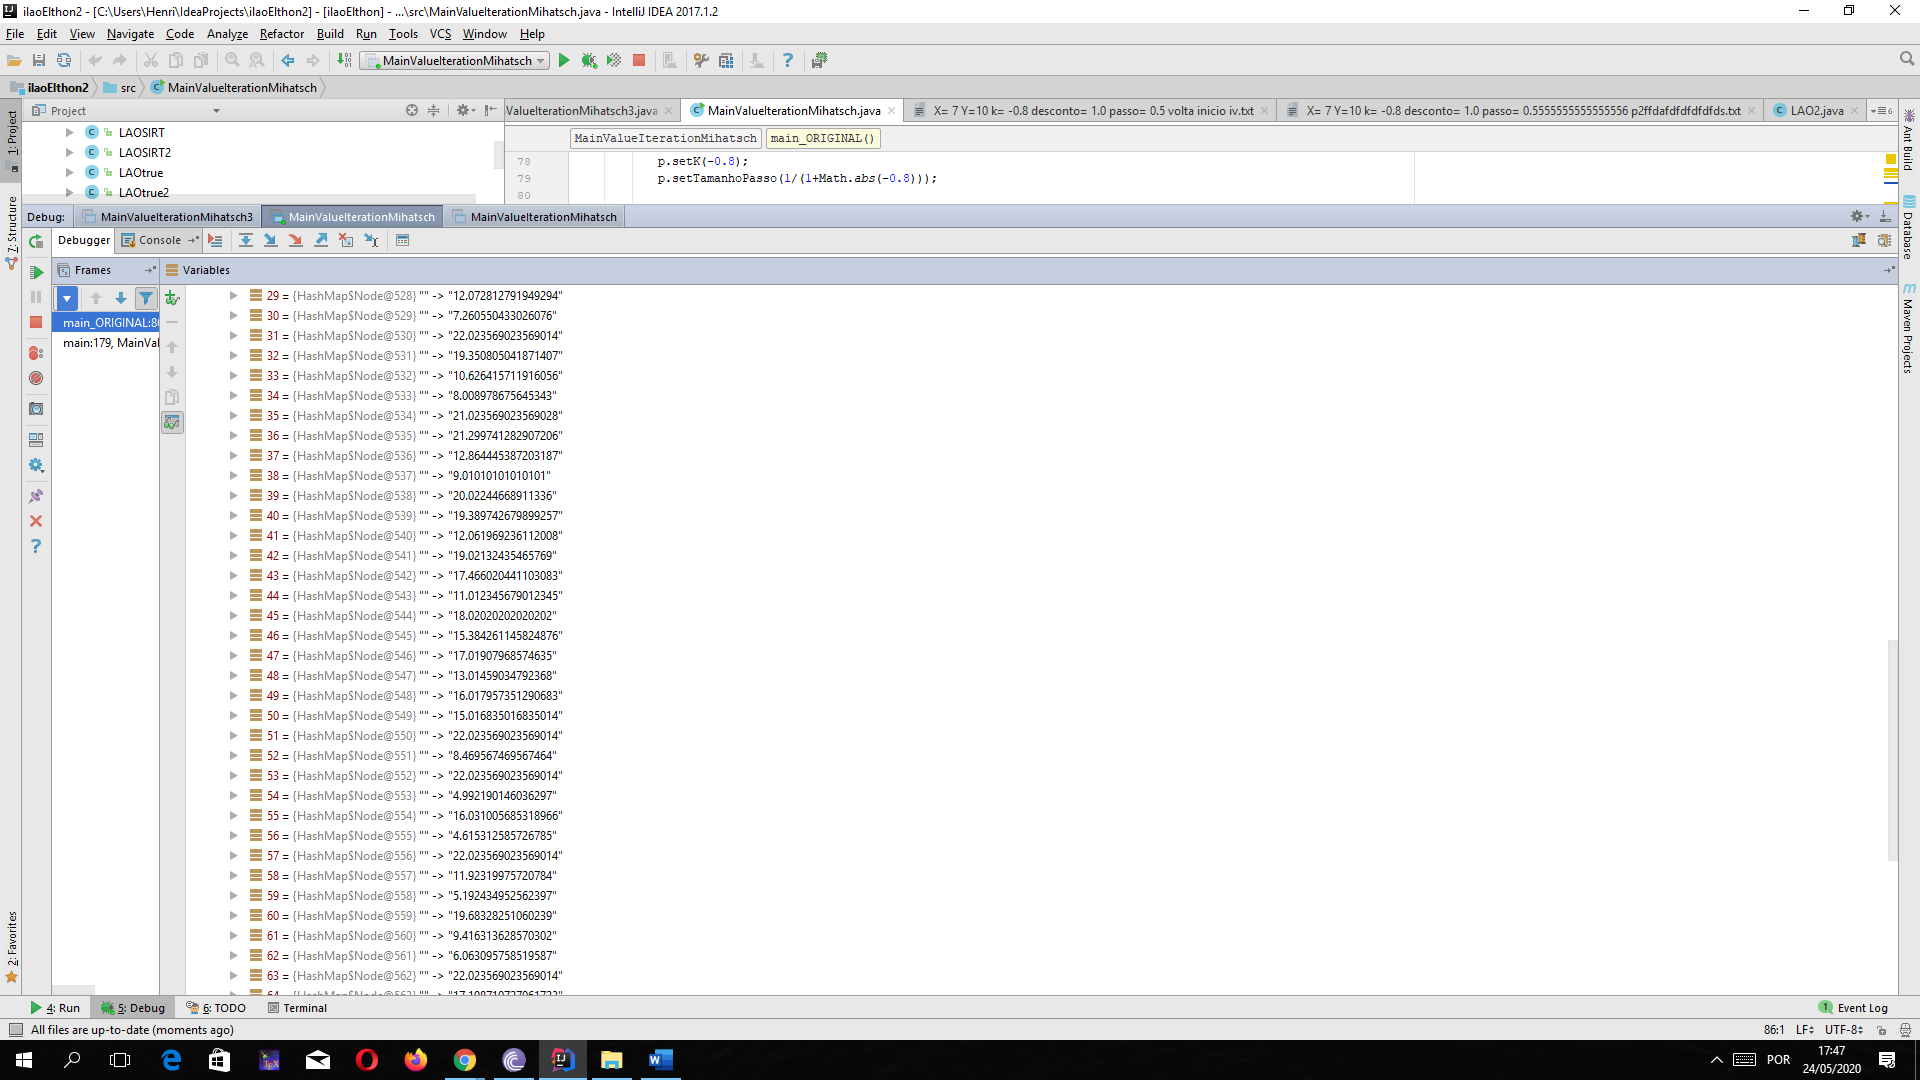 ilaoElthon2 - [C:\Users\Henri\IdeaProjects\ilaoElthon2] - [ilaoElthon] - ...\src\MainValueIterationMihatsch.java - IntelliJ IDEA 2017.1.2
File Edit View Navigate Code Analyze Refactor Build Run Tools VCS Window Help
MainValueIterationMihatsch
ilaoElthon2 src MainValueIterationMihatsch
Project
ValueIterationMihatsch3.java MainValueIterationMihatsch.java X= 7 Y=10 k= -0.8 desconto= 1.0 passo= 0.5 volta inicio iv.txt X= 7 Y=10 k= -0.8 desconto= 1.0 passo= 0.5555555555555556 p2ffdafdfdfdfdfds.txt LAO2.java
1: Project
7: Structure
2: Favorites
Ant Build
Database
Maven Projects
LAOSIRT
LAOSIRT2
LAOtrue
LAOtrue2
MainValueIterationMihatsch main_ORIGINAL()
78 p.setK(-0.8);
79 p.setTamanhoPasso(1/(1+Math.abs(-0.8)));
80
Debug: MainValueIterationMihatsch3 MainValueIterationMihatsch MainValueIterationMihatsch
Debugger Console
Frames Variables
main_ORIGINAL:8
main:179, MainVal
29 = {HashMap$Node@528} "" -> "12.072812791949294"
30 = {HashMap$Node@529} "" -> "7.260550433026076"
31 = {HashMap$Node@530} "" -> "22.023569023569014"
32 = {HashMap$Node@531} "" -> "19.350805041871407"
33 = {HashMap$Node@532} "" -> "10.626415711916056"
34 = {HashMap$Node@533} "" -> "8.008978675645343"
35 = {HashMap$Node@534} "" -> "21.023569023569028"
36 = {HashMap$Node@535} "" -> "21.299741282907206"
37 = {HashMap$Node@536} "" -> "12.864445387203187"
38 = {HashMap$Node@537} "" -> "9.01010101010101"
39 = {HashMap$Node@538} "" -> "20.02244668911336"
40 = {HashMap$Node@539} "" -> "19.389742679899257"
41 = {HashMap$Node@540} "" -> "12.061969236112008"
42 = {HashMap$Node@541} "" -> "19.02132435465769"
43 = {HashMap$Node@542} "" -> "17.466020441103083"
44 = {HashMap$Node@543} "" -> "11.012345679012345"
45 = {HashMap$Node@544} "" -> "18.02020202020202"
46 = {HashMap$Node@545} "" -> "15.384261145824876"
47 = {HashMap$Node@546} "" -> "17.01907968574635"
48 = {HashMap$Node@547} "" -> "13.01459034792368"
49 = {HashMap$Node@548} "" -> "16.017957351290683"
50 = {HashMap$Node@549} "" -> "15.016835016835014"
51 = {HashMap$Node@550} "" -> "22.023569023569014"
52 = {HashMap$Node@551} "" -> "8.469567469567464"
53 = {HashMap$Node@552} "" -> "22.023569023569014"
54 = {HashMap$Node@553} "" -> "4.992190146036297"
55 = {HashMap$Node@554} "" -> "16.031005685318966"
56 = {HashMap$Node@555} "" -> "4.615312585726785"
57 = {HashMap$Node@556} "" -> "22.023569023569014"
58 = {HashMap$Node@557} "" -> "11.92319975720784"
59 = {HashMap$Node@558} "" -> "5.192434952562397"
60 = {HashMap$Node@559} "" -> "19.68328251060239"
61 = {HashMap$Node@560} "" -> "9.416313628570302"
62 = {HashMap$Node@561} "" -> "6.063095758519587"
63 = {HashMap$Node@562} "" -> "22.023569023569014"
4: Run 5: Debug 6: TODO Terminal 1 Event Log
All files are up-to-date (moments ago) 86:1 LF UTF-8
POR
17:47
24/05/2020